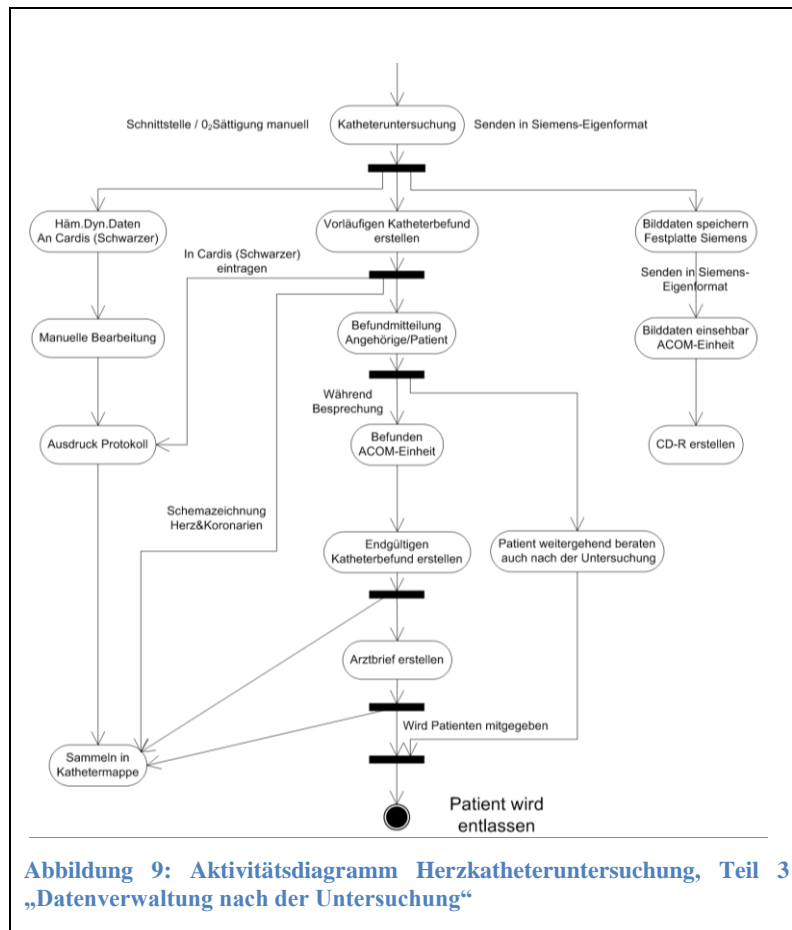 Schnittstelle / 0₂Sättigung manuell
Katheteruntersuchung
Senden in Siemens-Eigenformat
Häm.Dyn.Daten
An Cardis (Schwarzer)
Vorläufigen Katheterbefund
erstellen
Bilddaten speichern
Festplatte Siemens
In Cardis (Schwarzer)
eintragen
Senden in Siemens-
Eigenformat
Manuelle Bearbeitung
Befundmitteilung
Angehörige/Patient
Bilddaten einsehbar
ACOM-Einheit
Während
Besprechung
Ausdruck Protokoll
Befunden
ACOM-Einheit
CD-R erstellen
Schemazeichnung
Herz&Koronarien
Endgültigen
Katheterbefund erstellen
Patient weitergehend beraten
auch nach der Untersuchung
Arztbrief erstellen
Wird Patienten mitgegeben
Sammeln in
Kathetermappe
Patient wird
entlassen
Abbildung 9: Aktivitätsdiagramm Herzkatheteruntersuchung, Teil 3
„Datenverwaltung nach der Untersuchung“